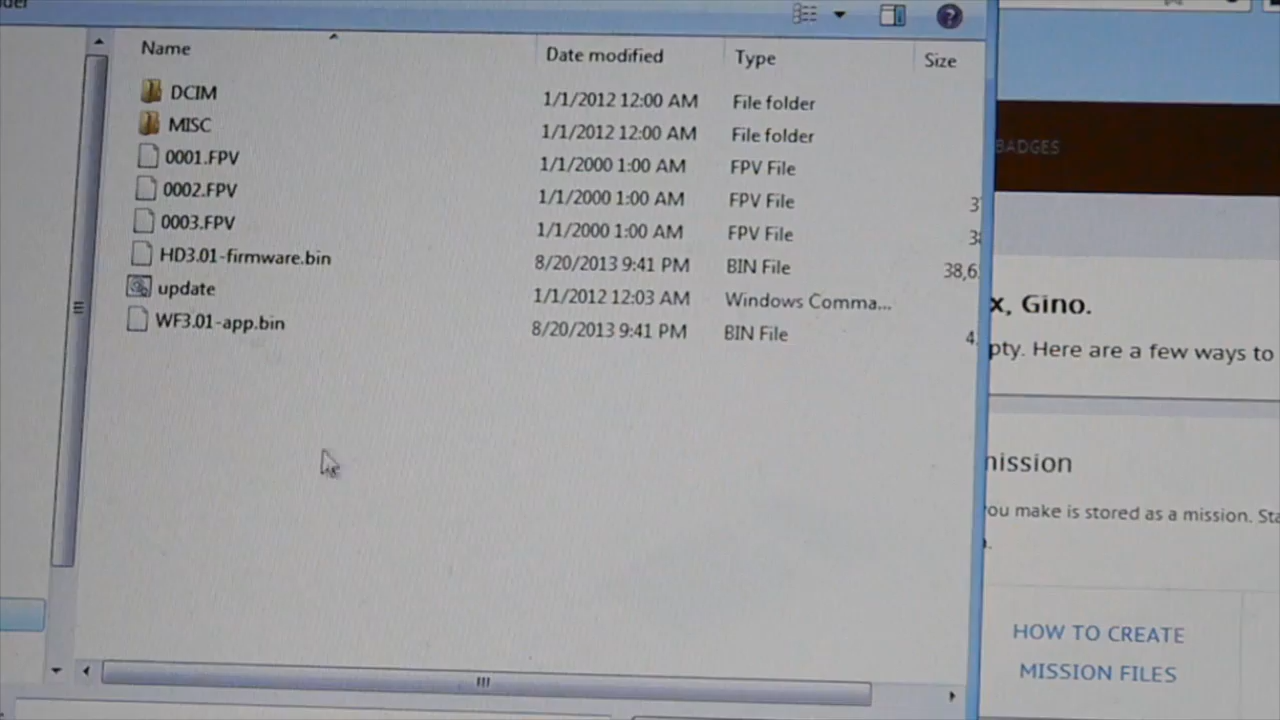 Name Date modified Type Size
DCIM 1/1/2012 12:00 AM File folder
MISC 1/1/2012 12:00 AM File folder
BADGES
0001.FPV 1/1/2000 1:00 AM FPV File
0002.FPV 1/1/2000 1:00 AM FPV File
0003.FPV 1/1/2000 1:00 AM FPV File
HD3.01-firmware.bin 8/20/2013 9:41 PM BIN File 38,6
update 1/1/2012 12:03 AM Windows Comma...
WF3.01-app.bin 8/20/2013 9:41 PM BIN File
x, Gino.
pty. Here are a few ways to
mission
you make is stored as a mission. Sta
HOW TO CREATE
MISSION FILES